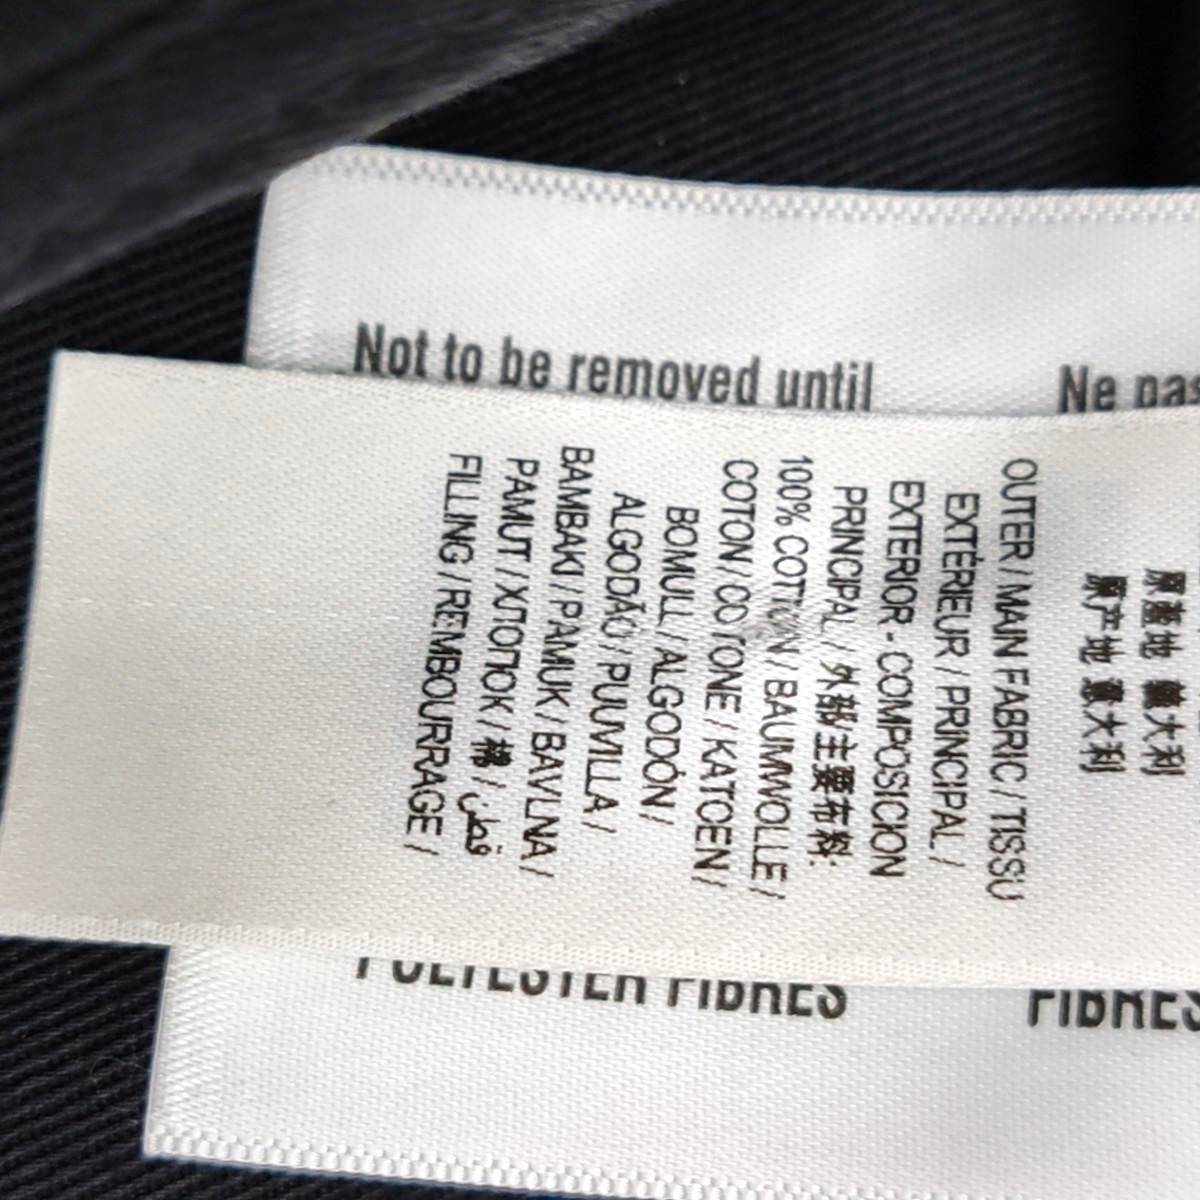 Not to be removed until
Ne pas
原產地 義大利
原产地 意大利
OUTER / MAIN FABRIC / TISSU
EXTÉRIEUR / PRINCIPAL /
EXTERIOR - COMPOSICION
PRINCIPAL / 外部主要布料:
100% COTTON / BAUMWOLLE /
COTON / COTONE / KATOEN /
BOMULL / ALGODÓN /
ALGODÃO / PUUVILLA /
BAMBAKI / PAMUK / BAVLNA /
PAMUT / ХЛОПОК / 棉 / قطن
FILLING / REMBOURRAGE /
POLYESTER FIBRES
FIBRES